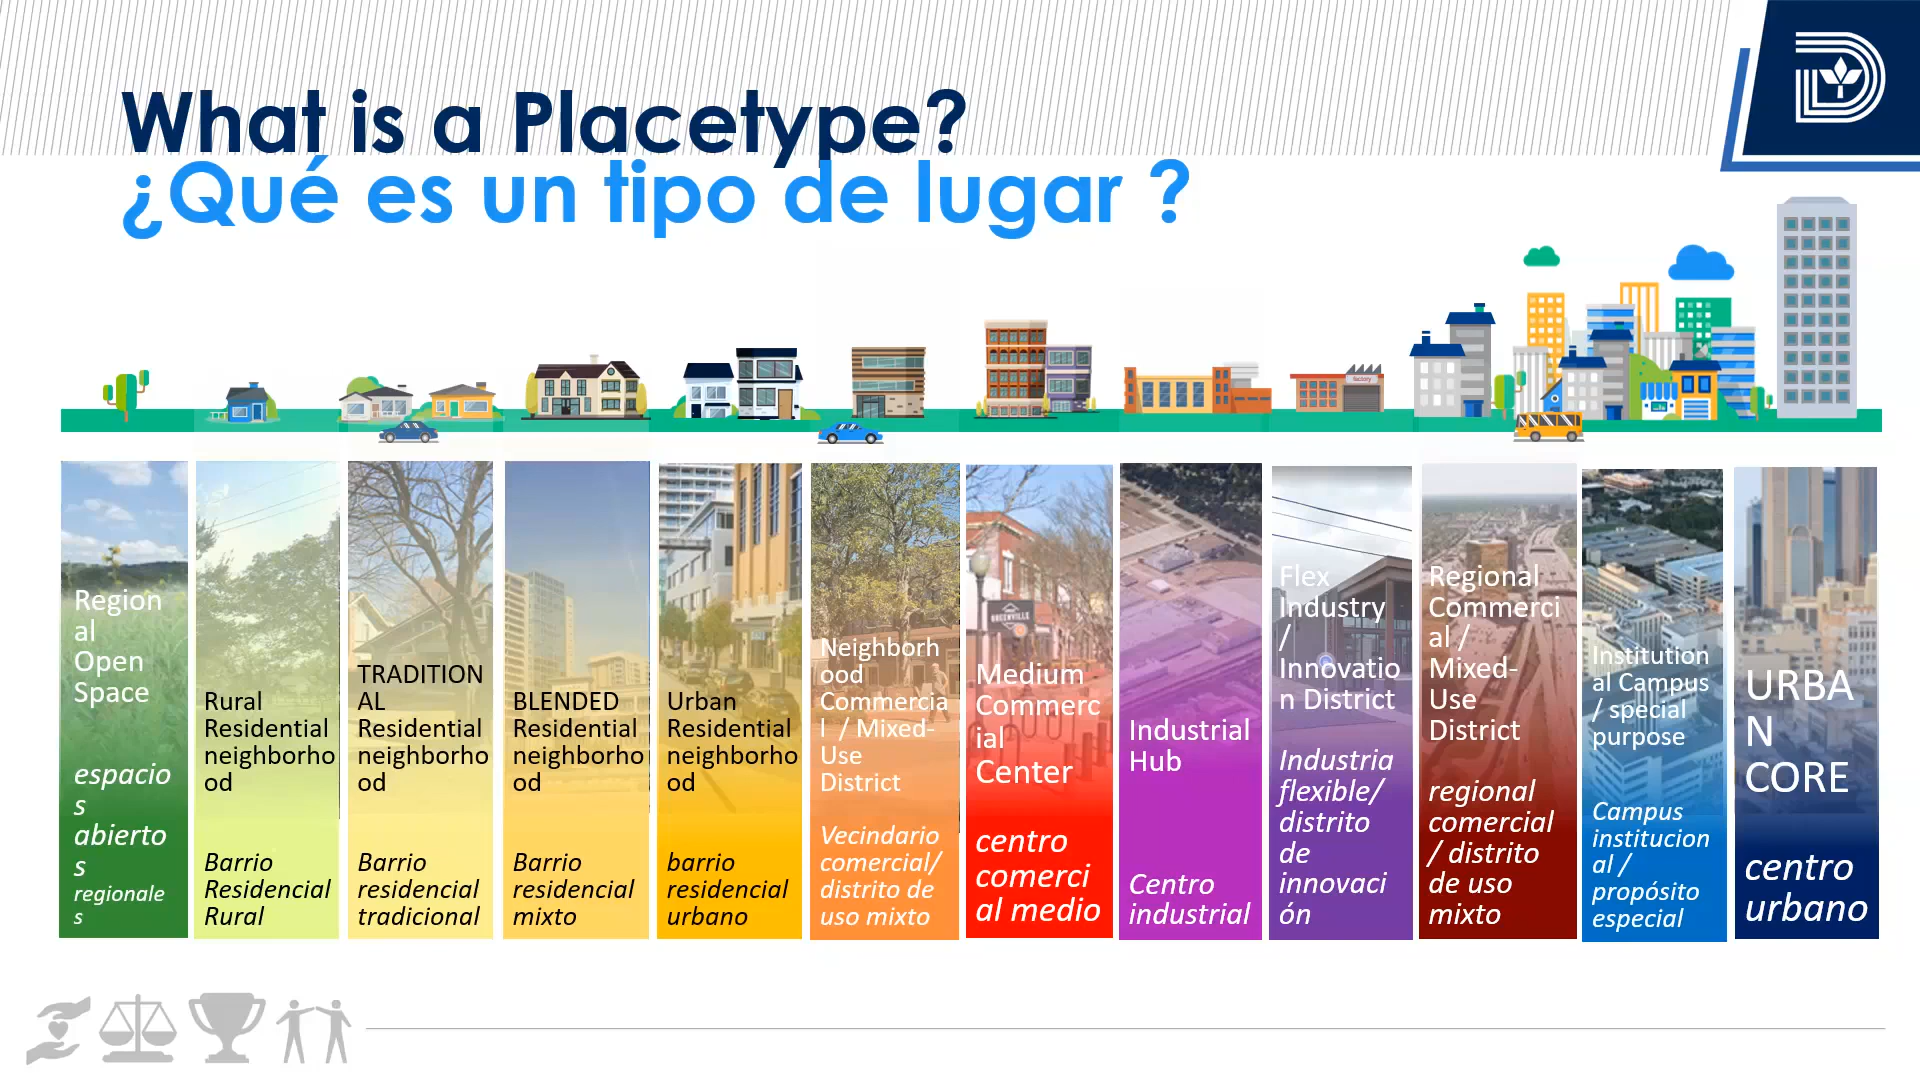 What is a Placetype?
¿Qué es un tipo de lugar ?
factory
Region
al
Open
Space
espacio
s
abierto
s
regionale
s
Rural
Residential
neighborho
od
Barrio
Residencial
Rural
TRADITION
AL
Residential
neighborho
od
Barrio
residencial
tradicional
BLENDED
Residential
neighborho
od
Barrio
residencial
mixto
Urban
Residential
neighborho
od
barrio
residencial
urbano
Neighborh
ood
Commercia
l / Mixed-
Use
District
Vecindario
comercial/
distrito de
uso mixto
GREENVILLE
Medium
Commerc
ial
Center
centro
comerci
al medio
Industrial
Hub
Centro
industrial
Flex
Industry
/
Innovatio
n District
Industria
flexible/
distrito
de
innovaci
ón
Regional
Commerci
al /
Mixed-
Use
District
regional
comercial
/ distrito
de uso
mixto
Institution
al Campus
/ special
purpose
Campus
institucion
al /
propósito
especial
URBA
N
CORE
centro
urbano